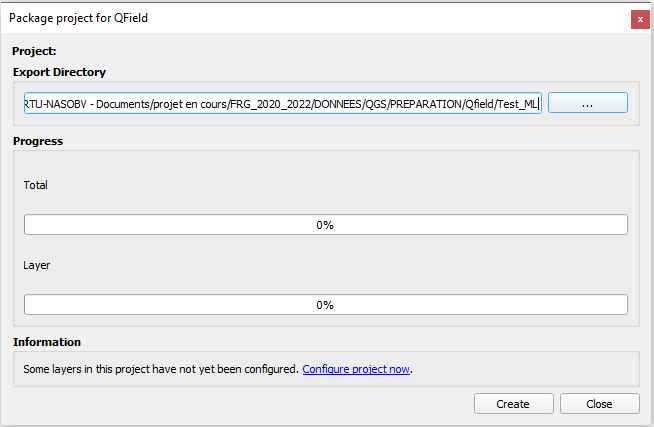 Package project for QField
x
Project:
Export Directory
RTU-NASOBV - Documents/projet en cours/FRG_2020_2022/DONNEES/QGS/PREPARATION/Qfield/Test_ML
...
Progress
Total
0%
Layer
0%
Information
Some layers in this project have not yet been configured. Configure project now.
Create
Close